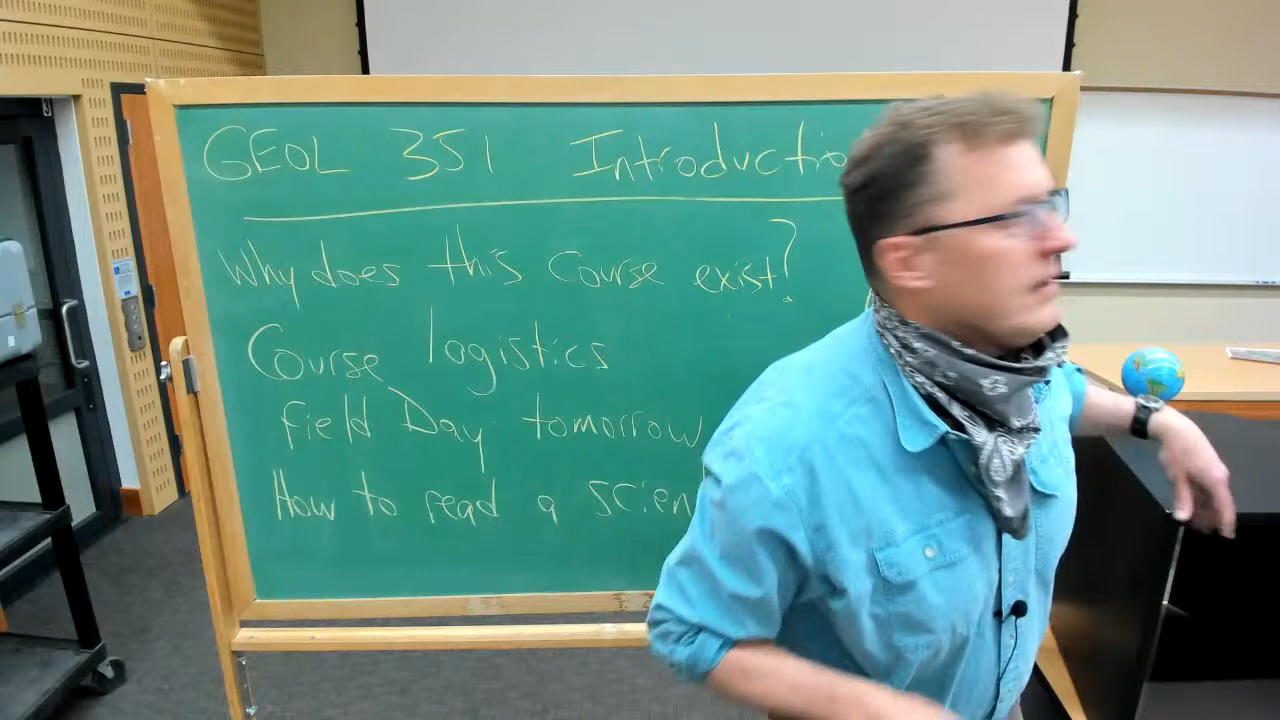 GEOL 351 Introductio
Why does this Course exist?
Course logistics
field Day tomorrow
How to read a scien